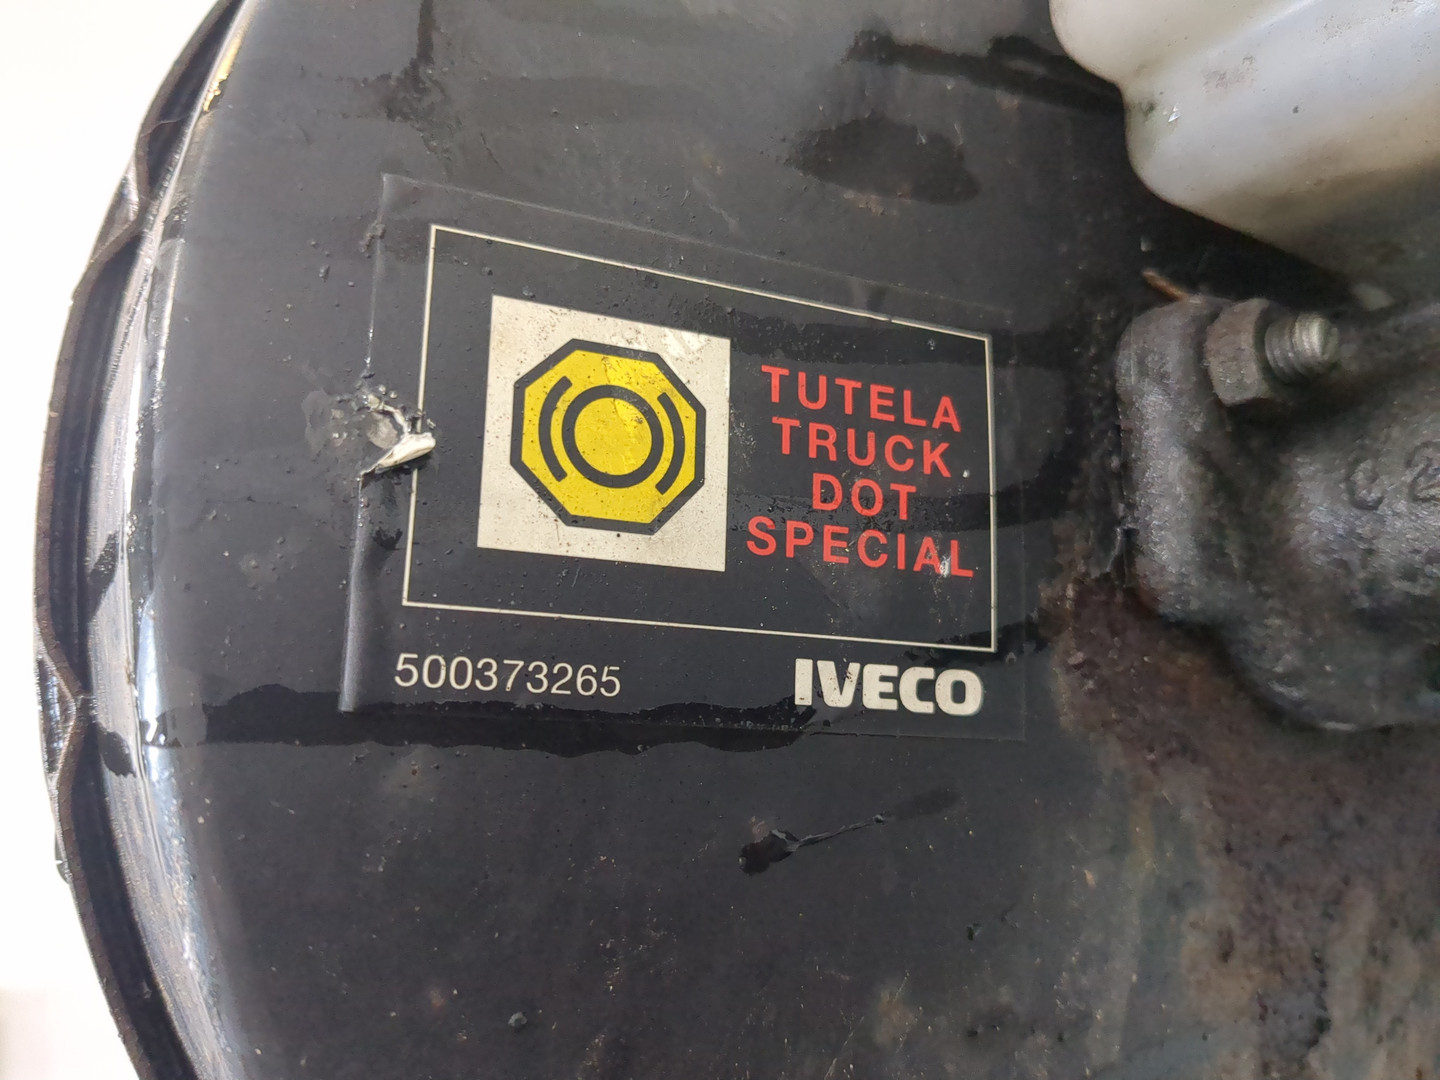 TUTELA
TRUCK
DOT
SPECIAL
500373265 IVECO